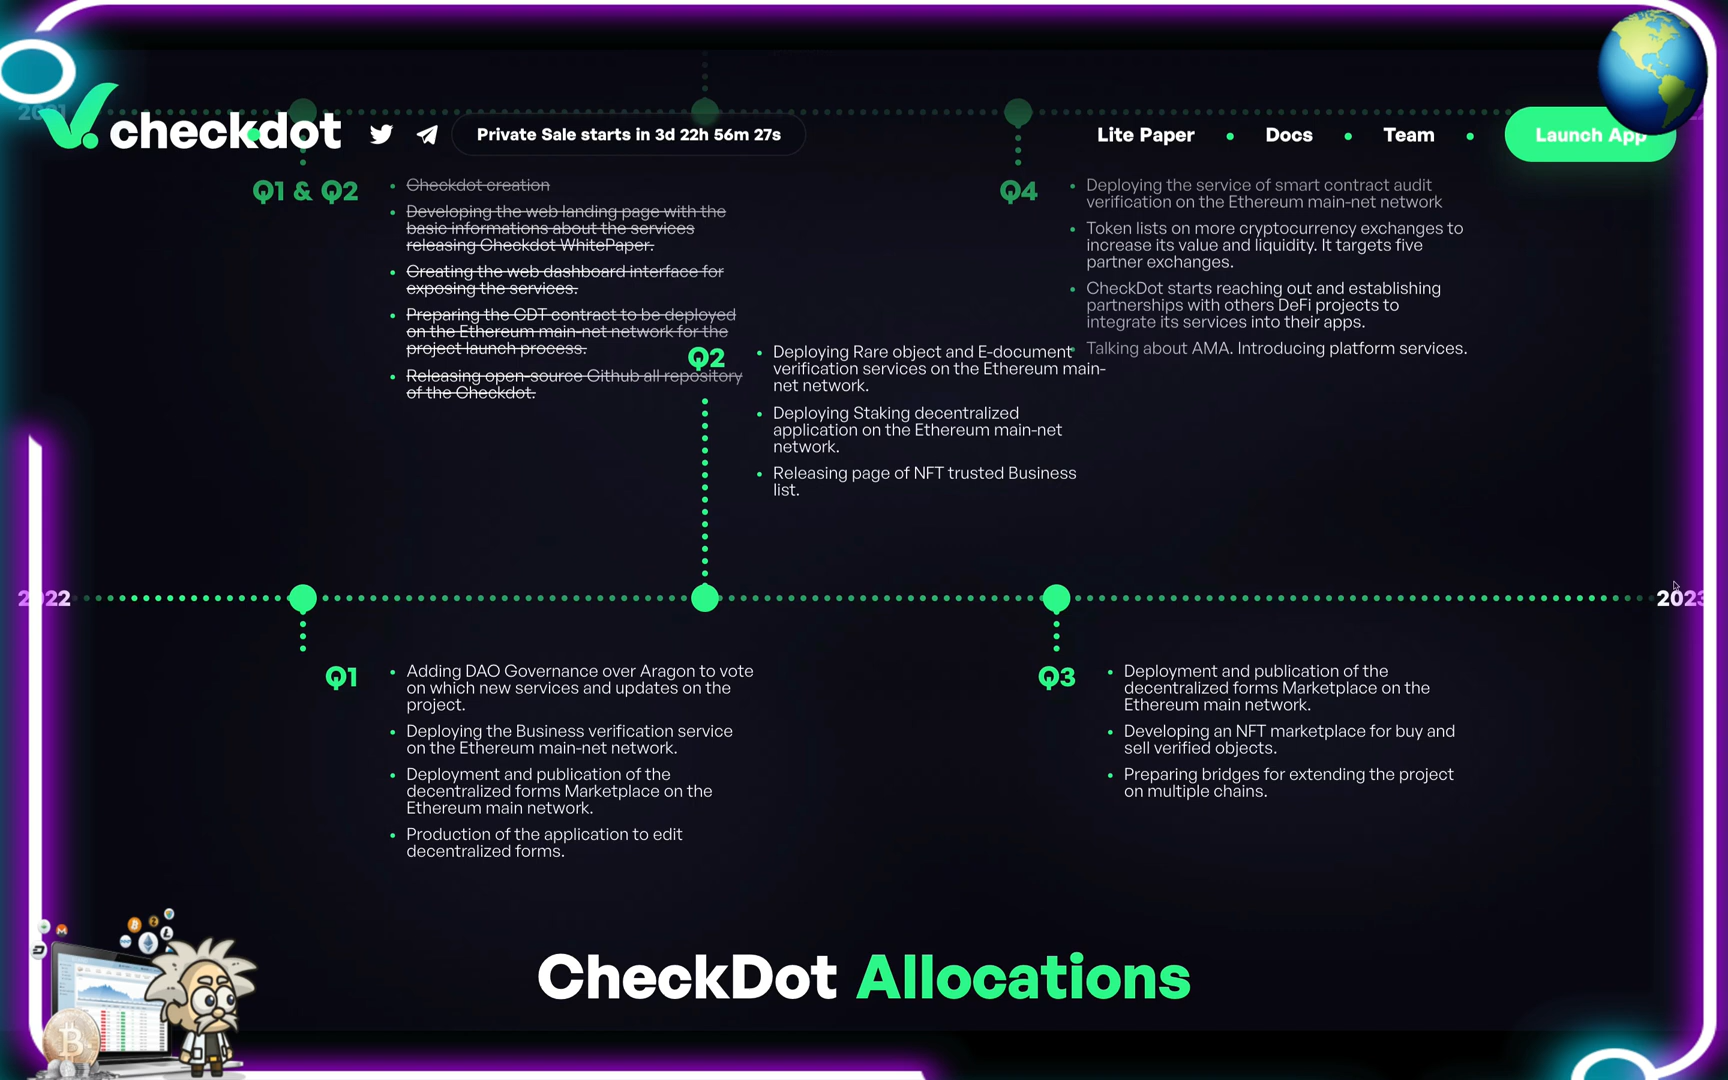 checkdot
Private Sale starts in 3d 22h 56m 27s
Lite Paper
Docs
Team
Launch App
Q1 & Q2
Checkdot creation
Developing the web landing page with the
basic informations about the services
releasing Checkdot WhitePaper.
Creating the web dashboard interface for
exposing the services.
Preparing the CDT contract to be deployed
on the Ethereum main-net network for the
project launch process.
Releasing open-source Github all repository
of the Checkdot.
Q4
Deploying the service of smart contract audit
verification on the Ethereum main-net network
Token lists on more cryptocurrency exchanges to
increase its value and liquidity. It targets five
partner exchanges.
CheckDot starts reaching out and establishing
partnerships with others DeFi projects to
integrate its services into their apps.
Talking about AMA. Introducing platform services.
Q2
Deploying Rare object and E-document
verification services on the Ethereum main-
net network.
Deploying Staking decentralized
application on the Ethereum main-net
network.
Releasing page of NFT trusted Business
list.
2022
2023
Q1
Adding DAO Governance over Aragon to vote
on which new services and updates on the
project.
Deploying the Business verification service
on the Ethereum main-net network.
Deployment and publication of the
decentralized forms Marketplace on the
Ethereum main network.
Production of the application to edit
decentralized forms.
Q3
Deployment and publication of the
decentralized forms Marketplace on the
Ethereum main network.
Developing an NFT marketplace for buy and
sell verified objects.
Preparing bridges for extending the project
on multiple chains.
CheckDot Allocations